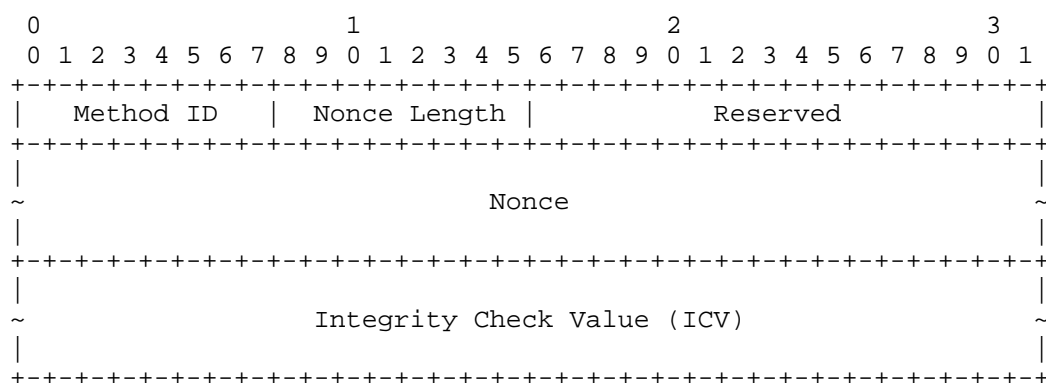 0                   1                   2                   3
 0 1 2 3 4 5 6 7 8 9 0 1 2 3 4 5 6 7 8 9 0 1 2 3 4 5 6 7 8 9 0 1
+-+-+-+-+-+-+-+-+-+-+-+-+-+-+-+-+-+-+-+-+-+-+-+-+-+-+-+-+-+-+-+-+
|   Method ID   | Nonce Length |           Reserved            |
+-+-+-+-+-+-+-+-+-+-+-+-+-+-+-+-+-+-+-+-+-+-+-+-+-+-+-+-+-+-+-+-+
|                                                               |
~                             Nonce                             ~
|                                                               |
+-+-+-+-+-+-+-+-+-+-+-+-+-+-+-+-+-+-+-+-+-+-+-+-+-+-+-+-+-+-+-+-+
|                                                               |
~                  Integrity Check Value (ICV)                  ~
|                                                               |
+-+-+-+-+-+-+-+-+-+-+-+-+-+-+-+-+-+-+-+-+-+-+-+-+-+-+-+-+-+-+-+-+